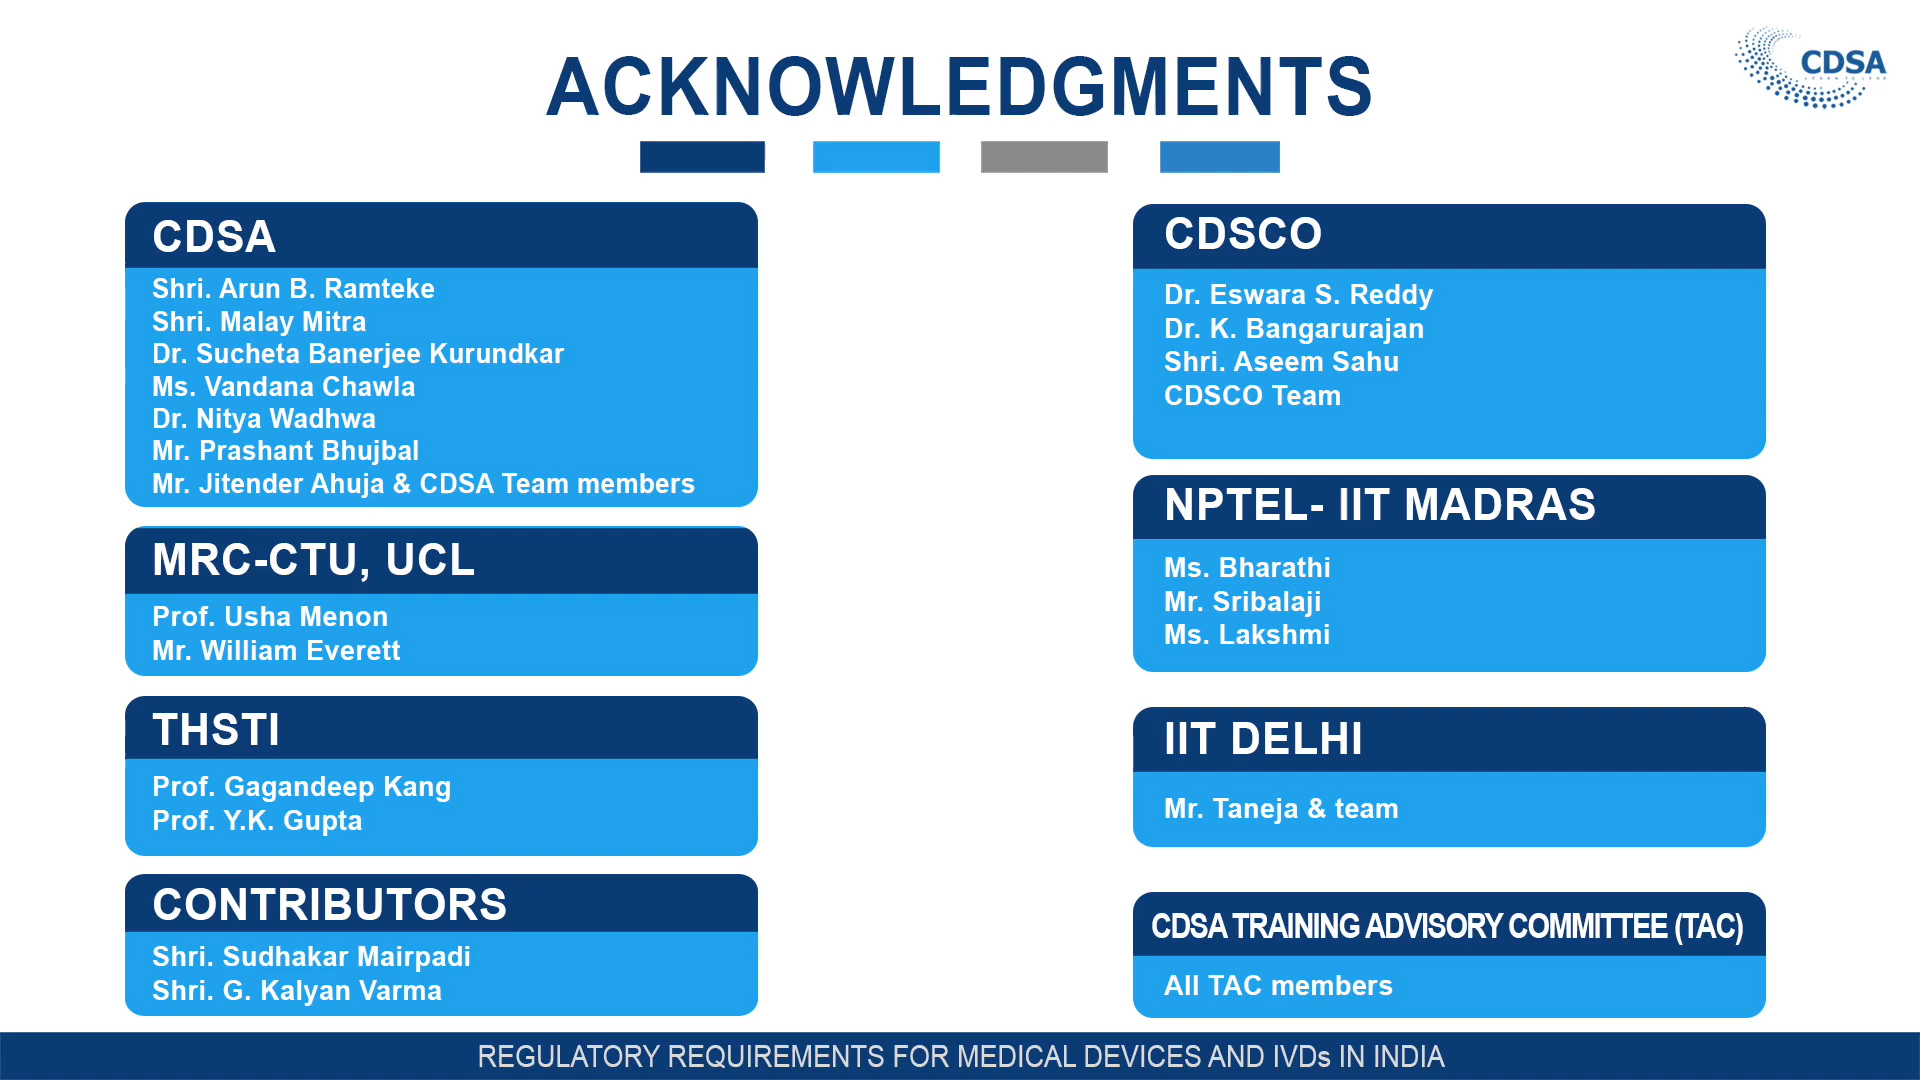 ACKNOWLEDGMENTS
CDSA
CDSA
Shri. Arun B. Ramteke
Shri. Malay Mitra
Dr. Sucheta Banerjee Kurundkar
Ms. Vandana Chawla
Dr. Nitya Wadhwa
Mr. Prashant Bhujbal
Mr. Jitender Ahuja & CDSA Team members
MRC-CTU, UCL
Prof. Usha Menon
Mr. William Everett
THSTI
Prof. Gagandeep Kang
Prof. Y.K. Gupta
CONTRIBUTORS
Shri. Sudhakar Mairpadi
Shri. G. Kalyan Varma
CDSCO
Dr. Eswara S. Reddy
Dr. K. Bangarurajan
Shri. Aseem Sahu
CDSCO Team
NPTEL- IIT MADRAS
Ms. Bharathi
Mr. Sribalaji
Ms. Lakshmi
IIT DELHI
Mr. Taneja & team
CDSA TRAINING ADVISORY COMMITTEE (TAC)
All TAC members
REGULATORY REQUIREMENTS FOR MEDICAL DEVICES AND IVDs IN INDIA